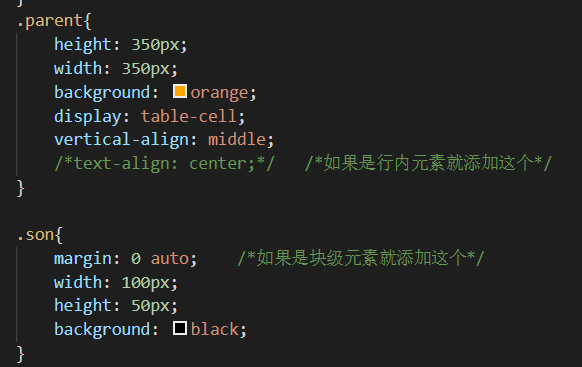 }
.parent{
height: 350px;
width: 350px;
background: orange;
display: table-cell;
vertical-align: middle;
/*text-align: center;*/ /*如果是行内元素就添加这个*/
}
.son{
margin: 0 auto; /*如果是块级元素就添加这个*/
width: 100px;
height: 50px;
background: black;
}